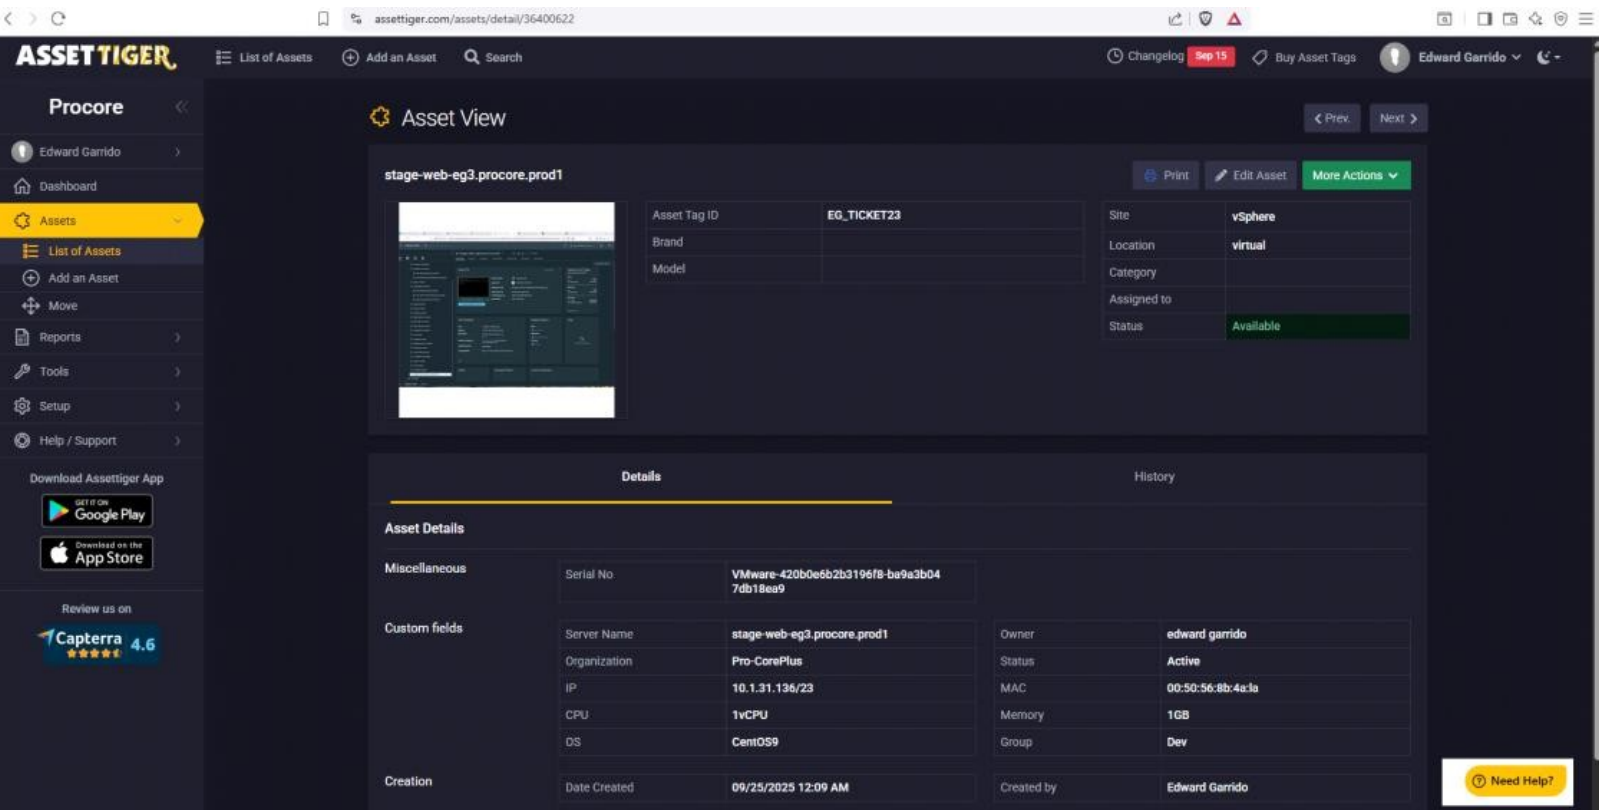 assettiger.com/assets/detail/36400622
ASSETTIGER.
List of Assets
Add an Asset
Search
Changelog Sep 15
Buy Asset Tags
Edward Garrido
Procore
Edward Garrido
Dashboard
Assets
List of Assets
Add an Asset
Move
Reports
Tools
Setup
Help / Support
Download Assettiger App
GET IT ON
Google Play
Download on the
App Store
Review us on
Capterra 4.6
Asset View
Prev.
Next
stage-web-eg3.procore.prod1
Print
Edit Asset
More Actions
Asset Tag ID EG_TICKET23
Brand
Model
Site vSphere
Location virtual
Category
Assigned to
Status Available
Details
History
Asset Details
Miscellaneous
Serial No VMware-420b0e6b2b3196f8-ba9a3b04
7db18ea9
Custom fields
Server Name stage-web-eg3.procore.prod1 Owner edward garrido
Organization Pro-CorePlus Status Active
IP 10.1.31.136/23 MAC 00:50:56:8b:4a:la
CPU 1vCPU Memory 1GB
OS CentOS9 Group Dev
Creation
Date Created 09/25/2025 12:09 AM Created by Edward Garrido
Need Help?